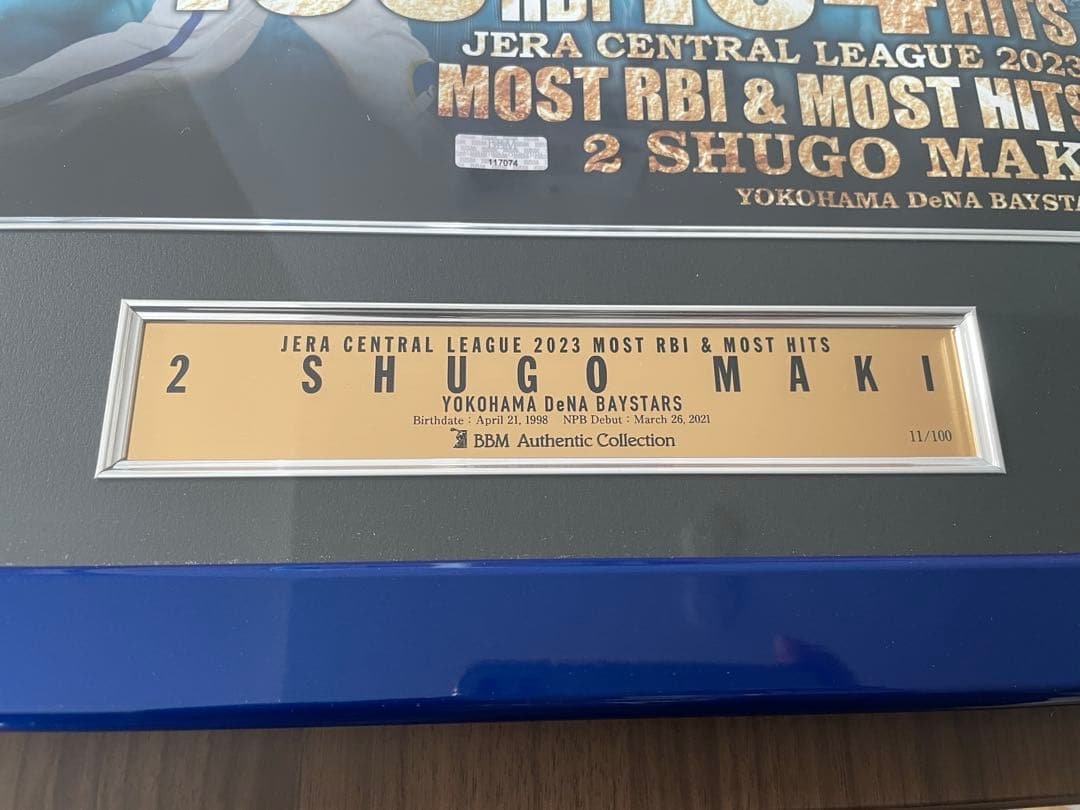 RBI
HITS
JERA CENTRAL LEAGUE 2023
MOST RBI & MOST HITS
BBM
117074
2 SHUGO MAK
YOKOHAMA DeNA BAYSTA
JERA CENTRAL LEAGUE 2023 MOST RBI & MOST HITS
2 SHUGO MAKI
YOKOHAMA DeNA BAYSTARS
Birthdate : April 21, 1998 NPB Debut : March 26, 2021
BBM Authentic Collection
11/100